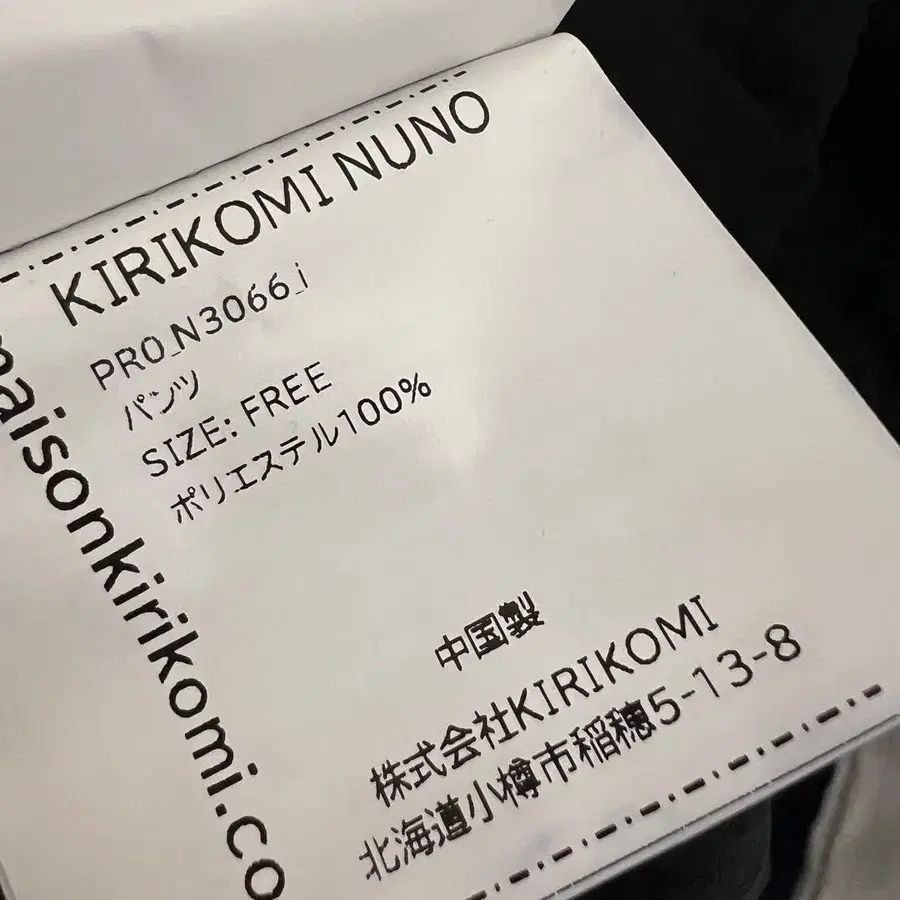 KIRIKOMI NUNO
PRO_N3066_i
パンツ
SIZE: FREE
ポリエステル100%
中国製
株式会社KIRIKOMI
北海道小樽市稲穂5-13-8
maisonkirikomi.co